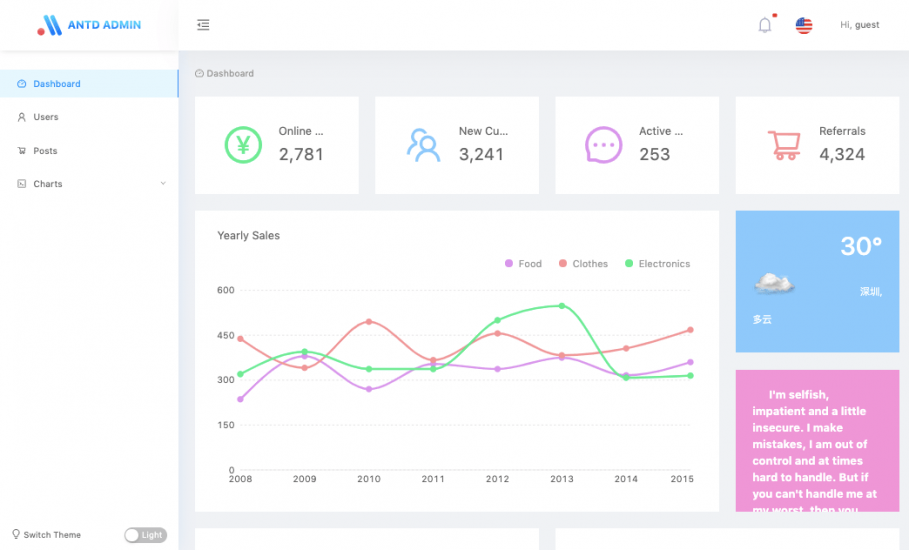 ANTD ADMIN
Hi, guest
Dashboard
Users
Posts
Charts
Switch Theme
Light
Dashboard
Online ...
2,781
New Cu...
3,241
Active ...
253
Referrals
4,324
Yearly Sales
Food Clothes Electronics
600
450
300
150
0
2008 2009 2010 2011 2012 2013 2014 2015
30°
深圳,
多云
I'm selfish,
impatient and a little
insecure. I make
mistakes, I am out of
control and at times
hard to handle. But if
you can't handle me at
my worst, then you